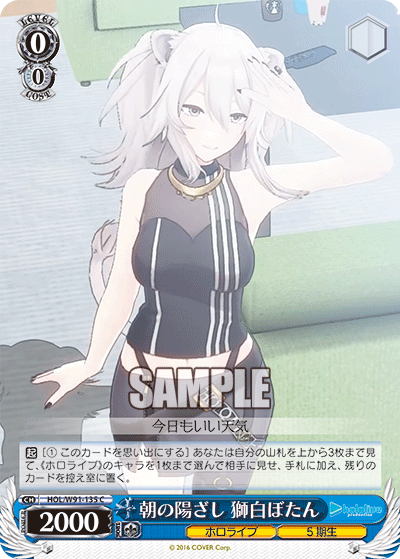 LEVEL
0
0
COST
SAMPLE
今日もいい天気
起 [① このカードを思い出にする] あなたは自分の山札を上から3枚まで見
て、《ホロライブ》のキャラを1枚まで選んで相手に見せ、手札に加え、残りの
カードを控え室に置く。
CH HOL/W91-135 C
2000
朝の陽ざし 獅白ぼたん
hololive
ホロライブ
5期生
© 2016 COVER Corp.